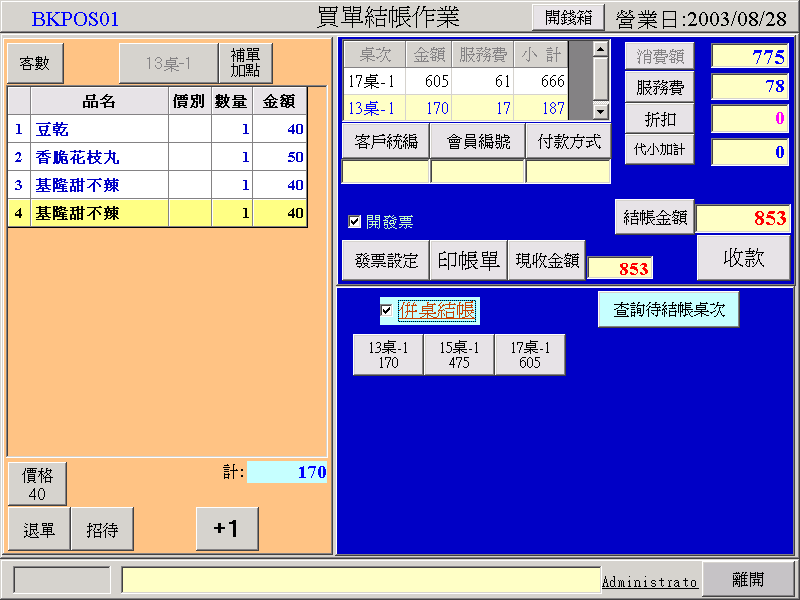 BKPOS01 買單結帳作業 開錢箱 營業日:2003/08/28
客數 13桌-1 補單
加點
品名 價別 數量 金額
1 豆乾 1 40
2 香脆花枝丸 1 50
3 基隆甜不辣 1 40
4 基隆甜不辣 1 40
計: 170
價格
40
退單 招待 +1
桌次 金額 服務費 小 計
17桌-1 605 61 666
13桌-1 170 17 187
客戶統編 會員編號 付款方式
消費額 775
服務費 78
折扣 0
代小加計 0
開發票
結帳金額 853
發票設定 印帳單 現收金額 853 收款
併桌結帳 查詢待結帳桌次
13桌-1 15桌-1 17桌-1
170 475 605
Administrato 離開